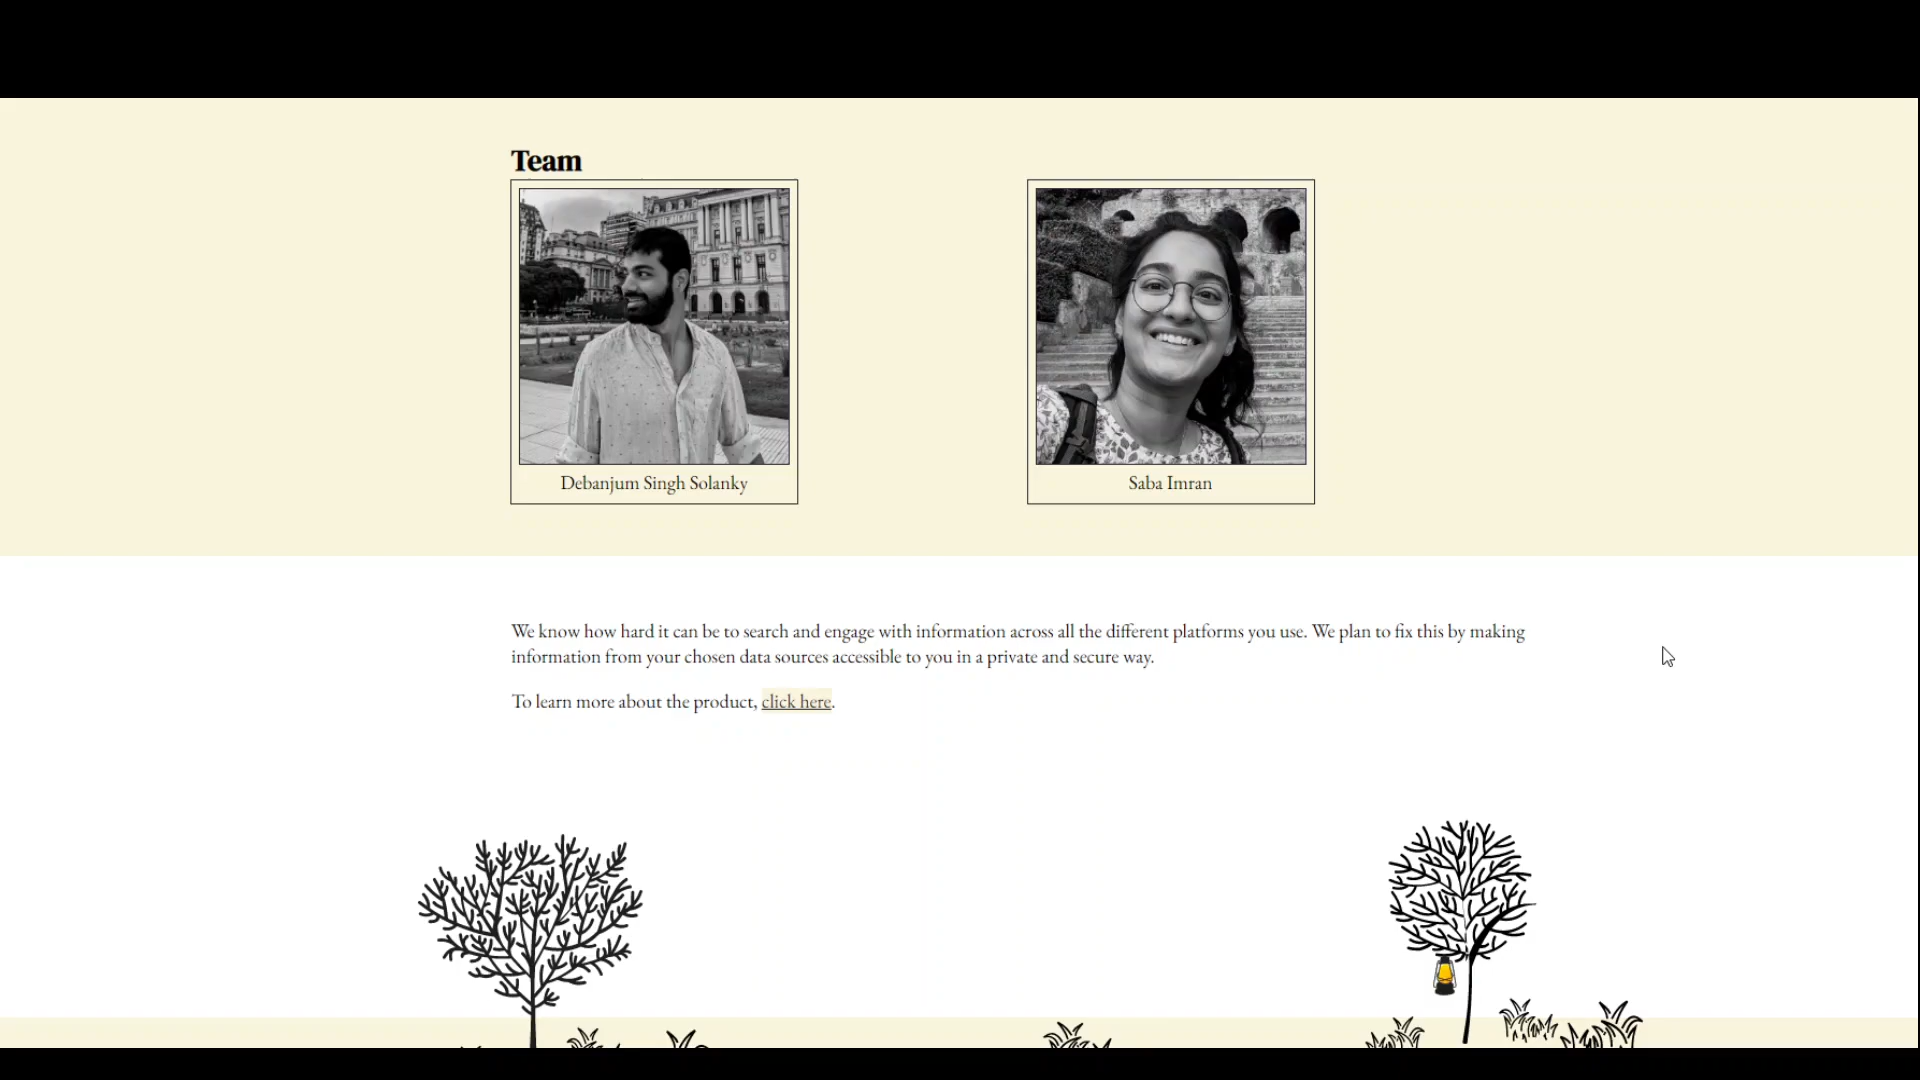 Team
Debanjum Singh Solanky
Saba Imran
We know how hard it can be to search and engage with information across all the different platforms you use. We plan to fix this by making
information from your chosen data sources accessible to you in a private and secure way.
To learn more about the product, click here.